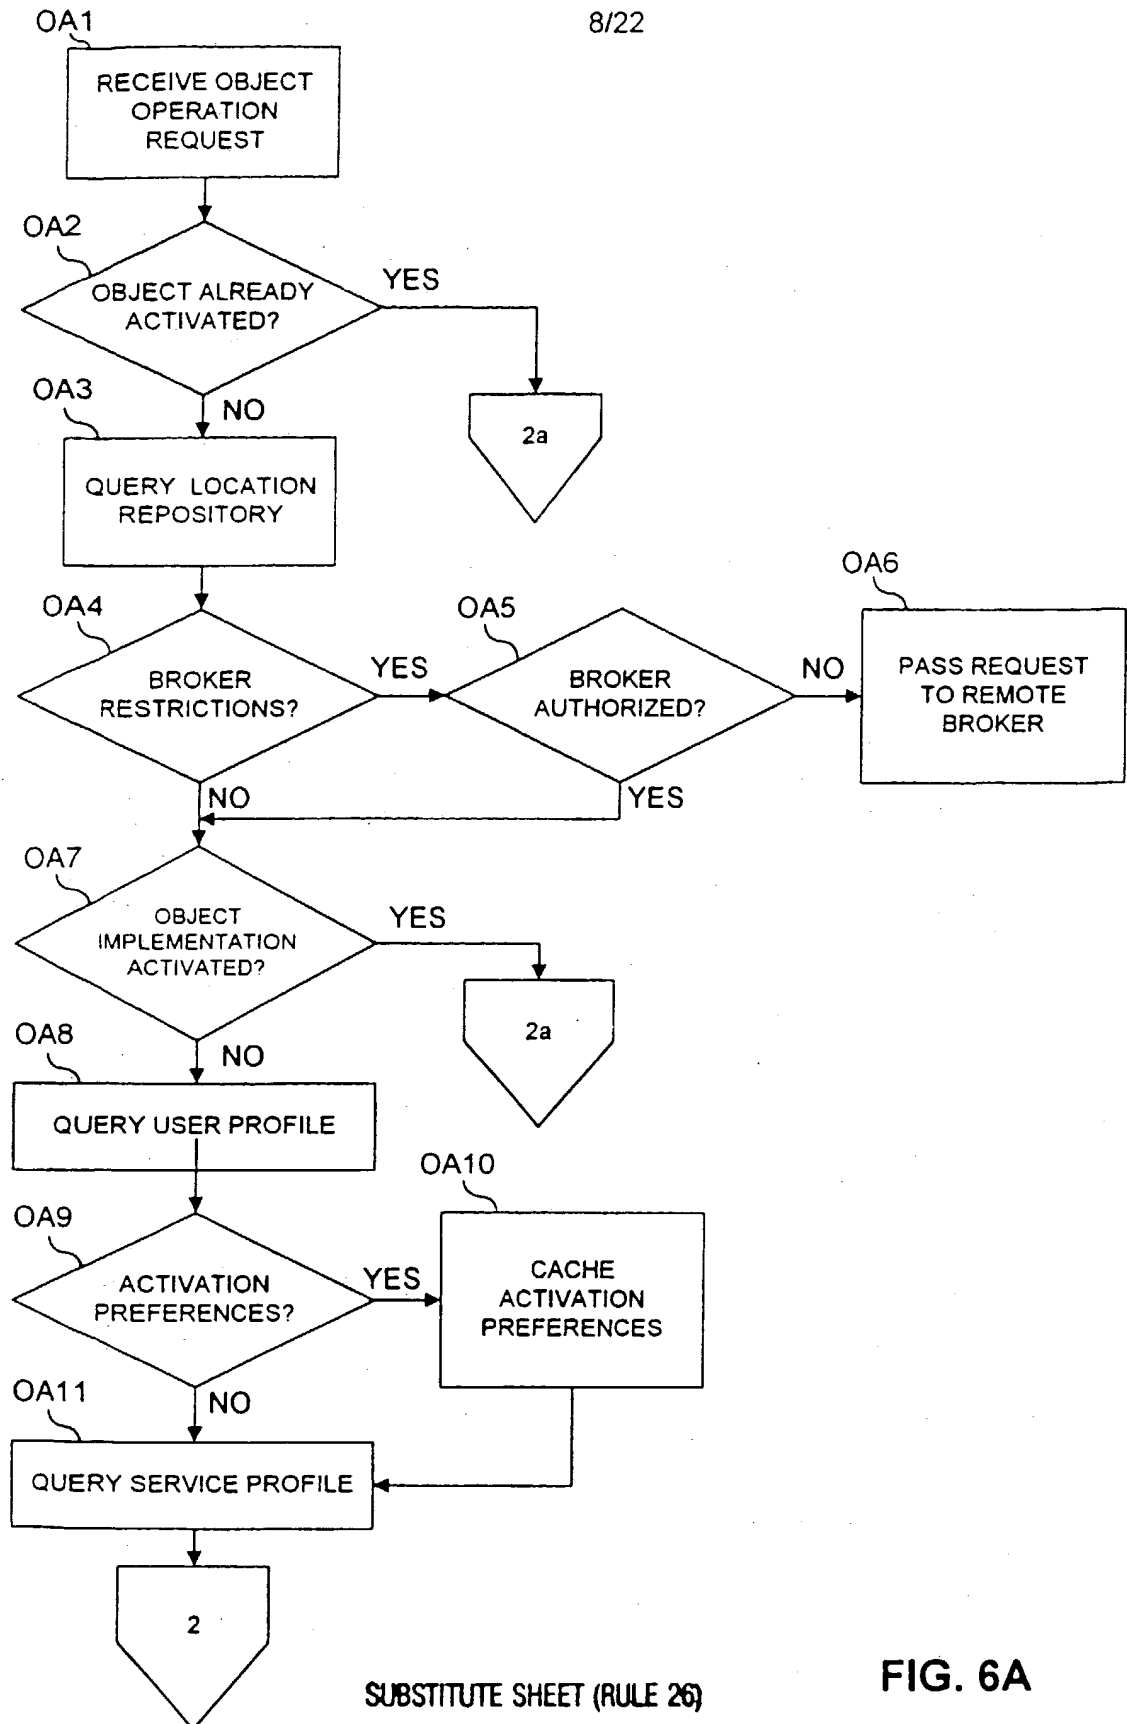 8/22
OA1
RECEIVE OBJECT
OPERATION
REQUEST
OA2
OBJECT ALREADY
ACTIVATED?
YES
2a
NO
OA3
QUERY LOCATION
REPOSITORY
OA4
BROKER
RESTRICTIONS?
YES
OA5
BROKER
AUTHORIZED?
NO
OA6
PASS REQUEST
TO REMOTE
BROKER
NO
YES
OA7
OBJECT
IMPLEMENTATION
ACTIVATED?
YES
2a
NO
OA8
QUERY USER PROFILE
OA9
ACTIVATION
PREFERENCES?
YES
OA10
CACHE
ACTIVATION
PREFERENCES
NO
OA11
QUERY SERVICE PROFILE
2
SUBSTITUTE SHEET (RULE 26)
FIG. 6A